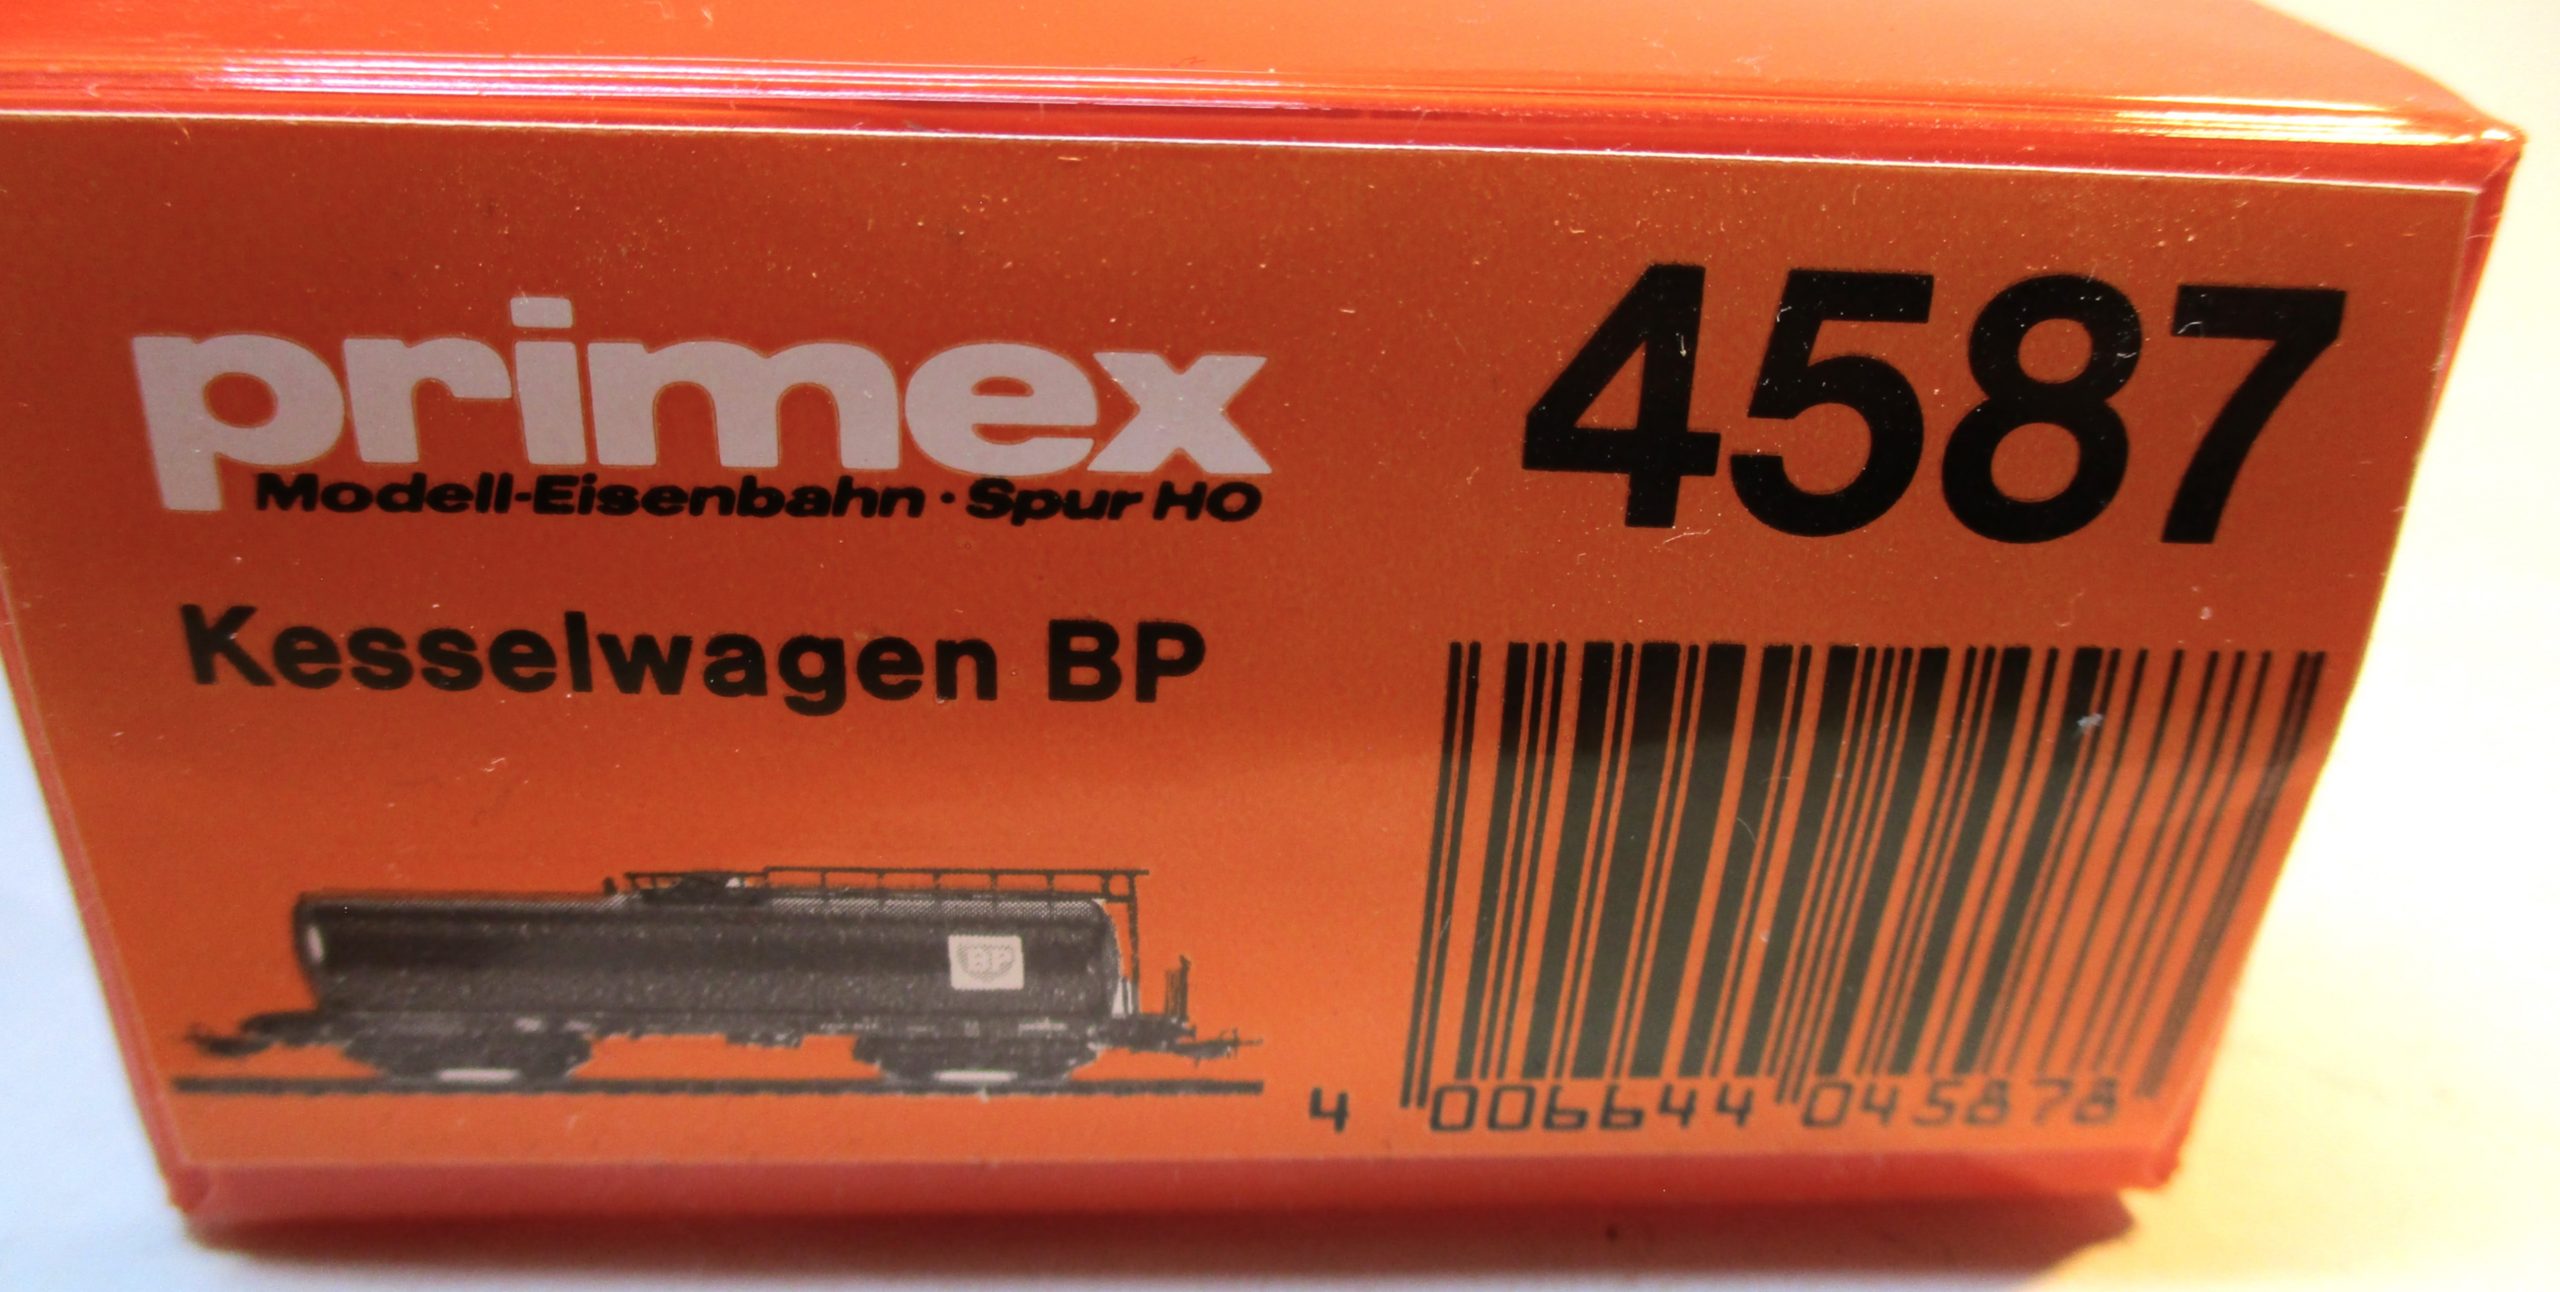 primex
Modell-Eisenbahn · Spur HO
4587
Kesselwagen BP
BP
4 006644 045878